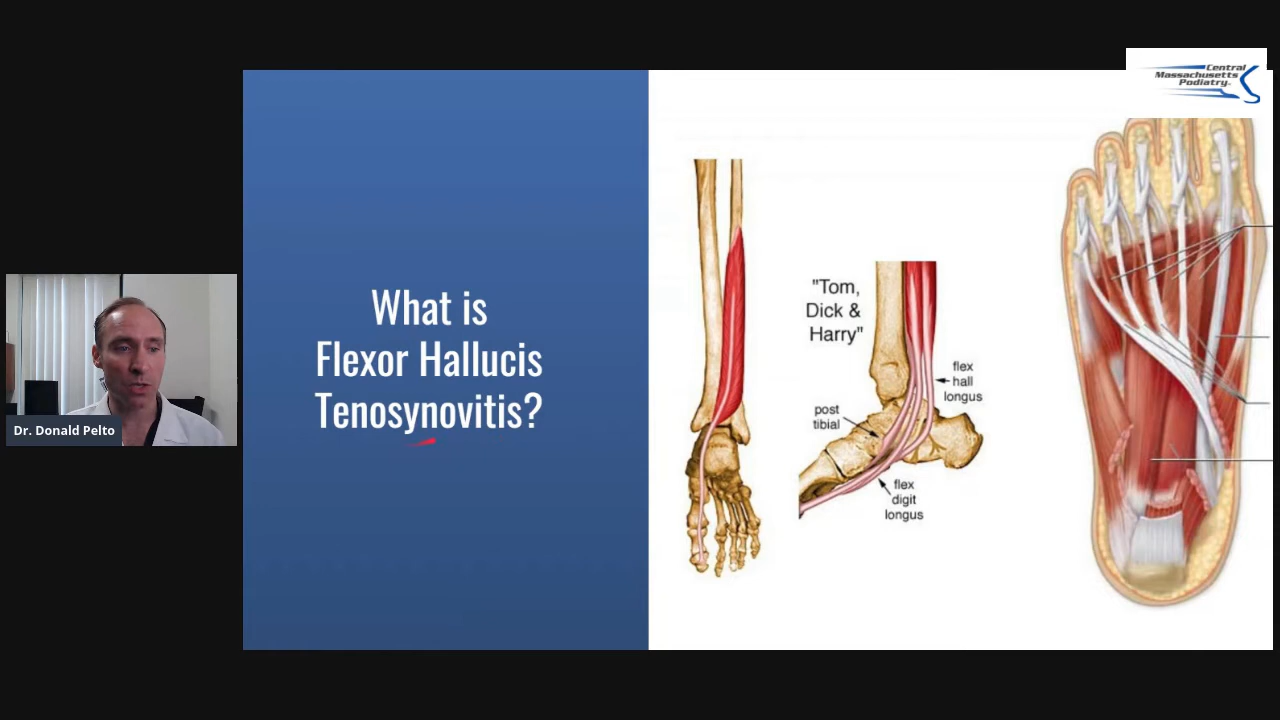 Central
Massachusetts
Podiatry
What is
Flexor Hallucis
Tenosynovitis?
"Tom,
Dick &
Harry"
flex
hall
longus
post
tibial
flex
digit
longus
Dr. Donald Pelto